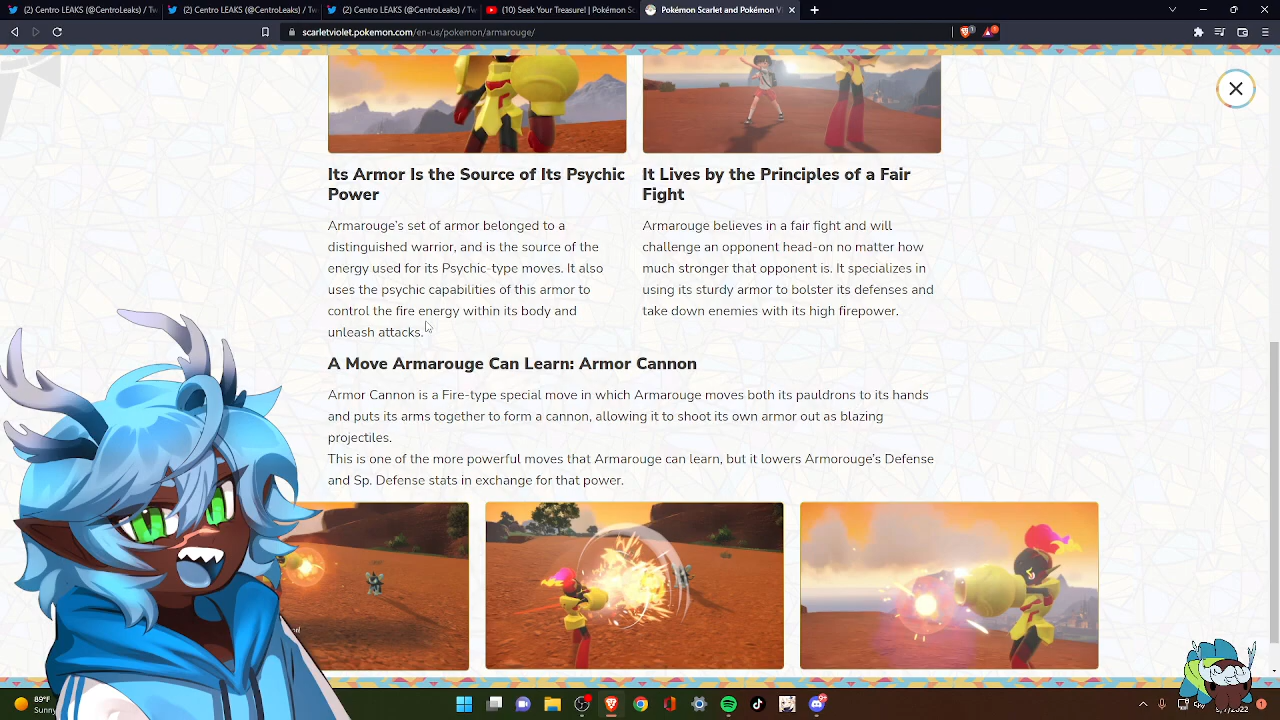 (2) Centro LEAKS (@CentroLeaks) / Tw
(2) Centro LEAKS (@CentroLeaks) / Tw
(2) Centro LEAKS (@CentroLeaks) / Tw
(10) Seek Your Treasure! | Pokémon Sc
Pokémon Scarlet and Pokémon V
scarletviolet.pokemon.com/en-us/pokemon/armarouge/
Its Armor Is the Source of Its Psychic
Power
Armarouge's set of armor belonged to a
distinguished warrior, and is the source of the
energy used for its Psychic-type moves. It also
uses the psychic capabilities of this armor to
control the fire energy within its body and
unleash attacks.
It Lives by the Principles of a Fair
Fight
Armarouge believes in a fair fight and will
challenge an opponent head-on no matter how
much stronger that opponent is. It specializes in
using its sturdy armor to bolster its defenses and
take down enemies with its high firepower.
A Move Armarouge Can Learn: Armor Cannon
Armor Cannon is a Fire-type special move in which Armarouge moves both its pauldrons to its hands
and puts its arms together to form a cannon, allowing it to shoot its own armor out as blazing
projectiles.
This is one of the more powerful moves that Armarouge can learn, but it lowers Armorouge's Defense
and Sp. Defense stats in exchange for that power.
89°F
Sunny